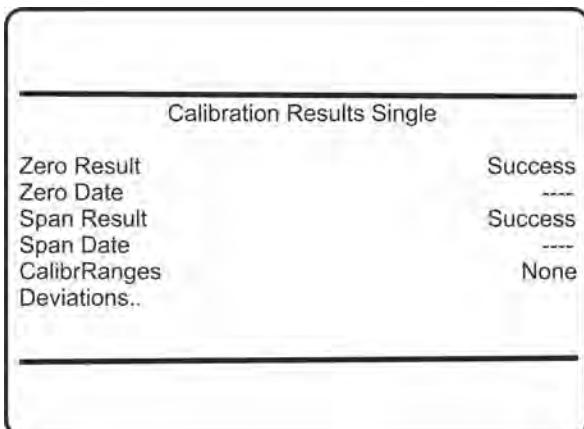 Calibration Results Single
Zero Result Success
Zero Date ----
Span Result Success
Span Date ----
CalibrRanges None
Deviations..